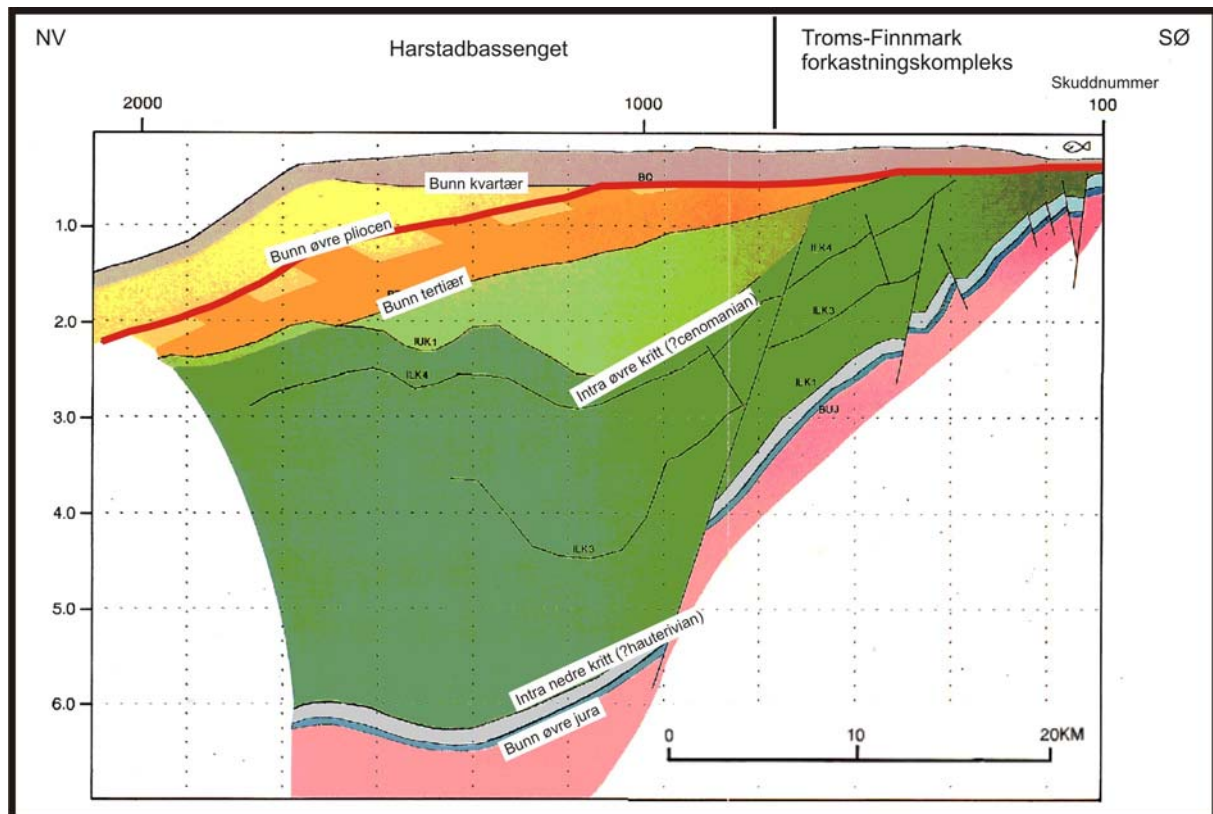 NV
Harstadbassenget
Troms-Finnmark
forkastningskompleks
SØ
Skuddnummer
2000
1000
100
BQ
Bunn kvartær
1.0
Bunn øvre pliocen
ILK4
Bunn tertiær
2.0
ILK3
IUK1
Intra øvre kritt (?cenomanian)
ILK4
ILK1
3.0
BUJ
4.0
ILK3
5.0
Intra nedre kritt (?hauterivian)
6.0
Bunn øvre jura
0
10
20KM